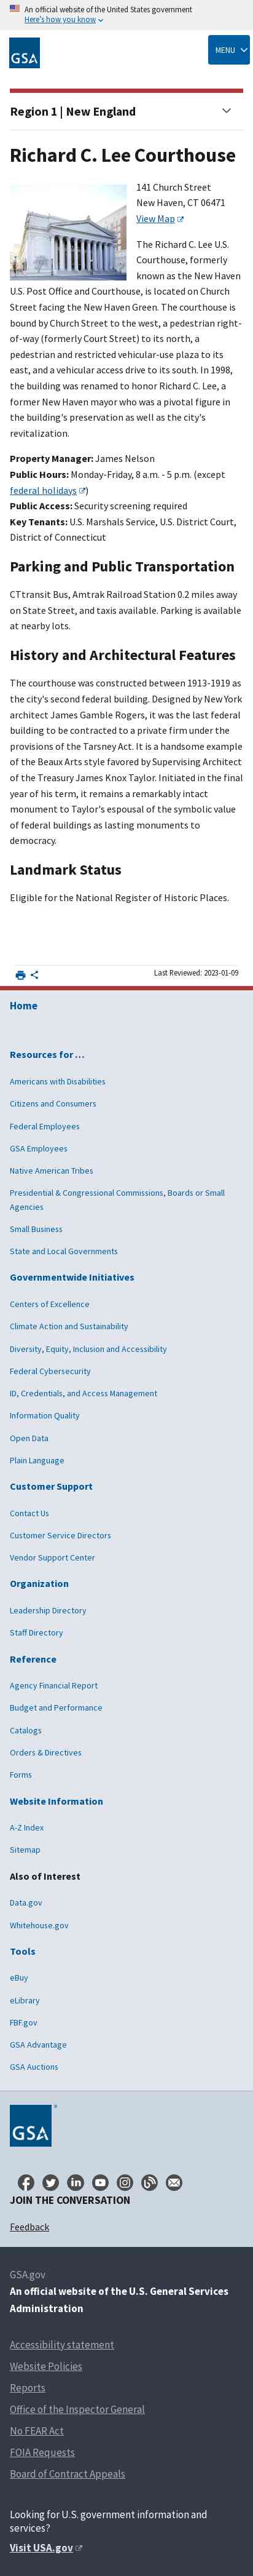 An official website of the United States government
Here's how you know
GSA
MENU
Region 1 | New England
Richard C. Lee Courthouse
141 Church Street
New Haven, CT 06471
View Map
The Richard C. Lee U.S.
Courthouse, formerly
known as the New Haven
U.S. Post Office and Courthouse, is located on Church
Street facing the New Haven Green. The courthouse is
bound by Church Street to the west, a pedestrian right-
of-way (formerly Court Street) to its north, a
pedestrian and restricted vehicular-use plaza to its
east, and a vehicular access drive to its south. In 1998,
the building was renamed to honor Richard C. Lee, a
former New Haven mayor who was a pivotal figure in
the building's preservation as well as the city's
revitalization.
Property Manager: James Nelson
Public Hours: Monday-Friday, 8 a.m. - 5 p.m. (except
federal holidays)
Public Access: Security screening required
Key Tenants: U.S. Marshals Service, U.S. District Court,
District of Connecticut
Parking and Public Transportation
CTtransit Bus, Amtrak Railroad Station 0.2 miles away
on State Street, and taxis available. Parking is available
at nearby lots.
History and Architectural Features
The courthouse was constructed between 1913-1919 as
the city's second federal building. Designed by New York
architect James Gamble Rogers, it was the last federal
building to be contracted to a private firm under the
provisions of the Tarsney Act. It is a handsome example
of the Beaux Arts style favored by Supervising Architect
of the Treasury James Knox Taylor. Initiated in the final
year of his term, the building's restrained yet intricate
monument to Taylor's espousal of the symbolic value
of federal buildings as lasting monuments to
democracy.
Landmark Status
Eligible for the National Register of Historic Places.
Last Reviewed: 2023-01-09
Home
Resources for …
Americans with Disabilities
Citizens and Consumers
Federal Employees
GSA Employees
Native American Tribes
Presidential & Congressional Commissions, Boards or Small
Agencies
Small Business
State and Local Governments
Governmentwide Initiatives
Centers of Excellence
Climate Action and Sustainability
Diversity, Equity, Inclusion and Accessibility
Federal Cybersecurity
ID, Credentials, and Access Management
Information Quality
Open Data
Plain Language
Customer Support
Contact Us
Customer Service Directors
Vendor Support Center
Organization
Leadership Directory
Staff Directory
Reference
Agency Financial Report
Budget and Performance
Catalogs
Orders & Directives
Forms
Website Information
A-Z Index
Sitemap
Also of Interest
Data.gov
Whitehouse.gov
Tools
eBuy
eLibrary
FBF.gov
GSA Advantage
GSA Auctions
GSA
JOIN THE CONVERSATION
Feedback
GSA.gov
An official website of the U.S. General Services
Administration
Accessibility statement
Website Policies
Reports
Office of the Inspector General
No FEAR Act
FOIA Requests
Board of Contract Appeals
Looking for U.S. government information and
services?
Visit USA.gov